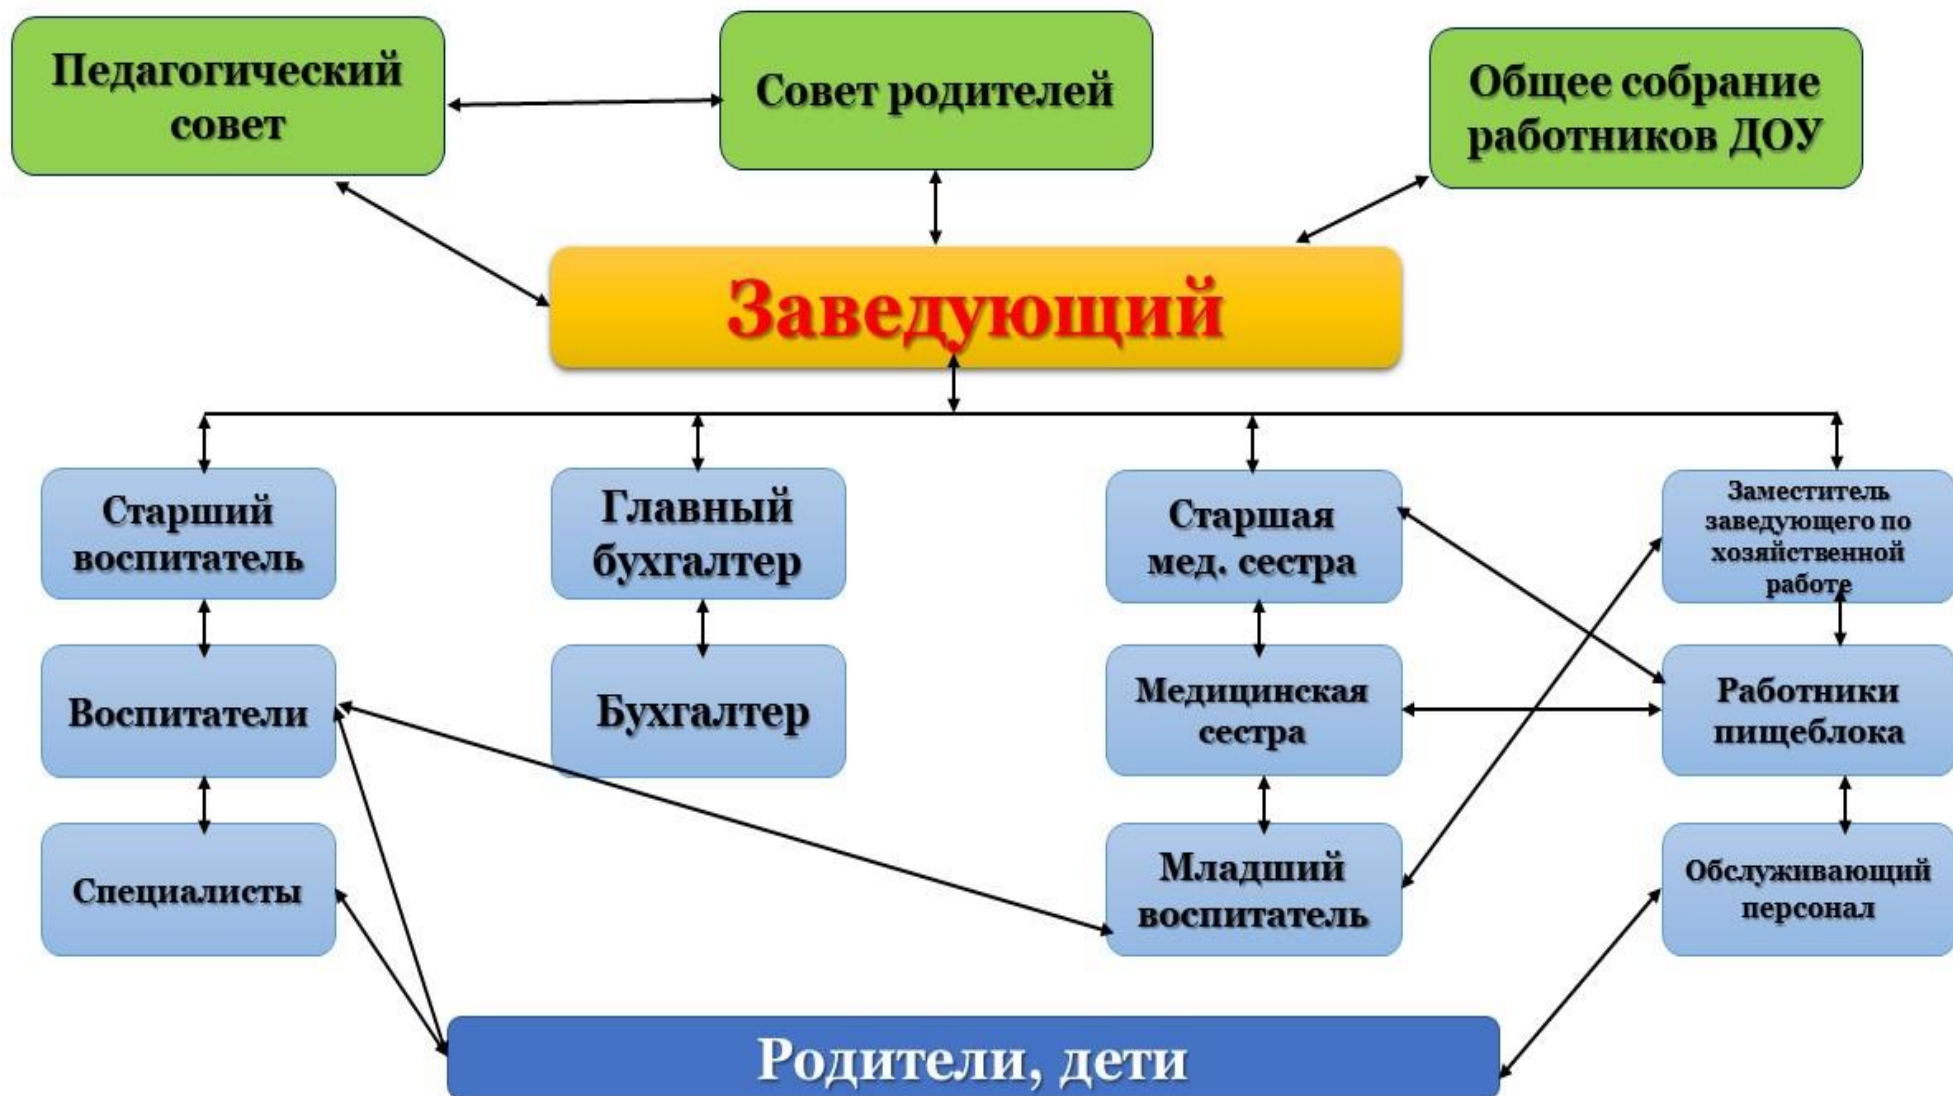 Педагогический
совет
Совет родителей
Общее собрание
работников ДОУ
Заведующий
Старший
воспитатель
Главный
бухгалтер
Старшая
мед. сестра
Заместитель
заведующего по
хозяйственной
работе
Воспитатели
Бухгалтер
Медицинская
сестра
Работники
пищеблока
Специалисты
Младший
воспитатель
Обслуживающий
персонал
Родители, дети